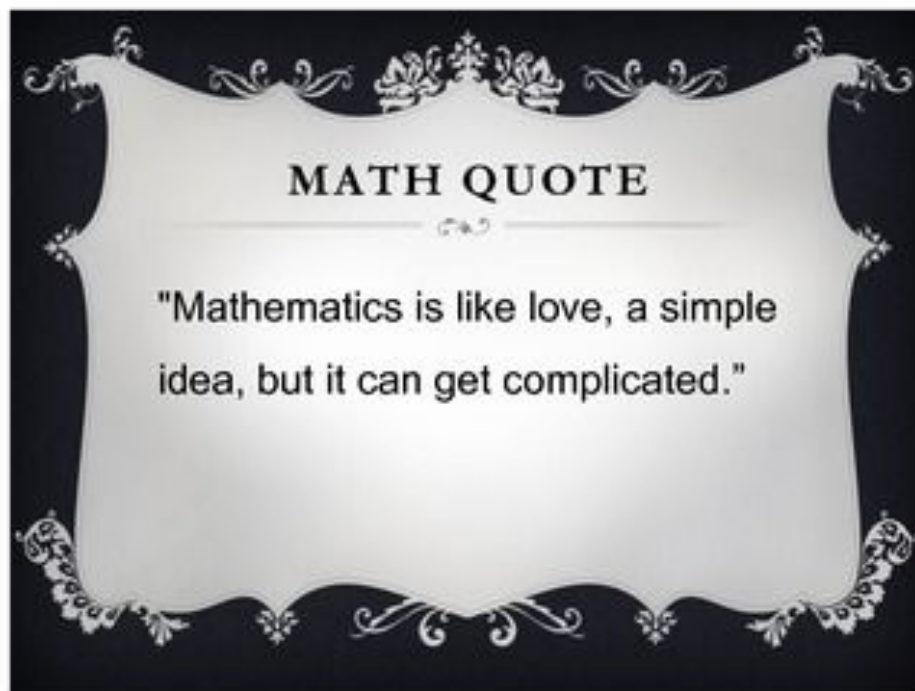 MATH QUOTE
"Mathematics is like love, a simple
idea, but it can get complicated.”